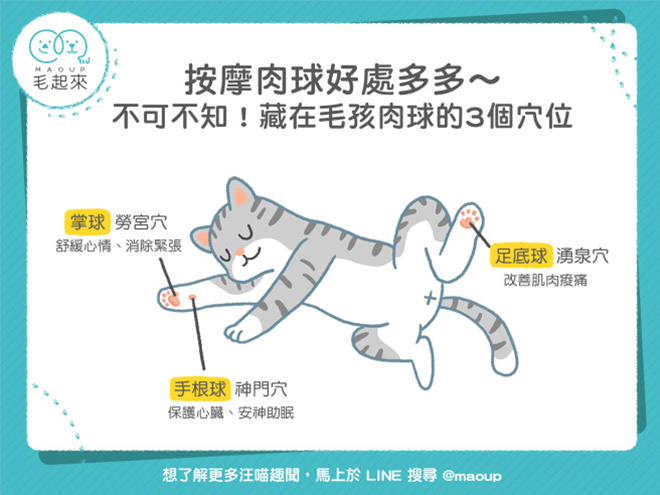 MAOUP
毛起來
按摩肉球好處多多～
不可不知！藏在毛孩肉球的3個穴位
掌球 勞宮穴
舒緩心情、消除緊張
足底球 湧泉穴
改善肌肉痠痛
手根球 神門穴
保護心臟、安神助眠
想了解更多汪喵趣聞，馬上於 LINE 搜尋 @maoup